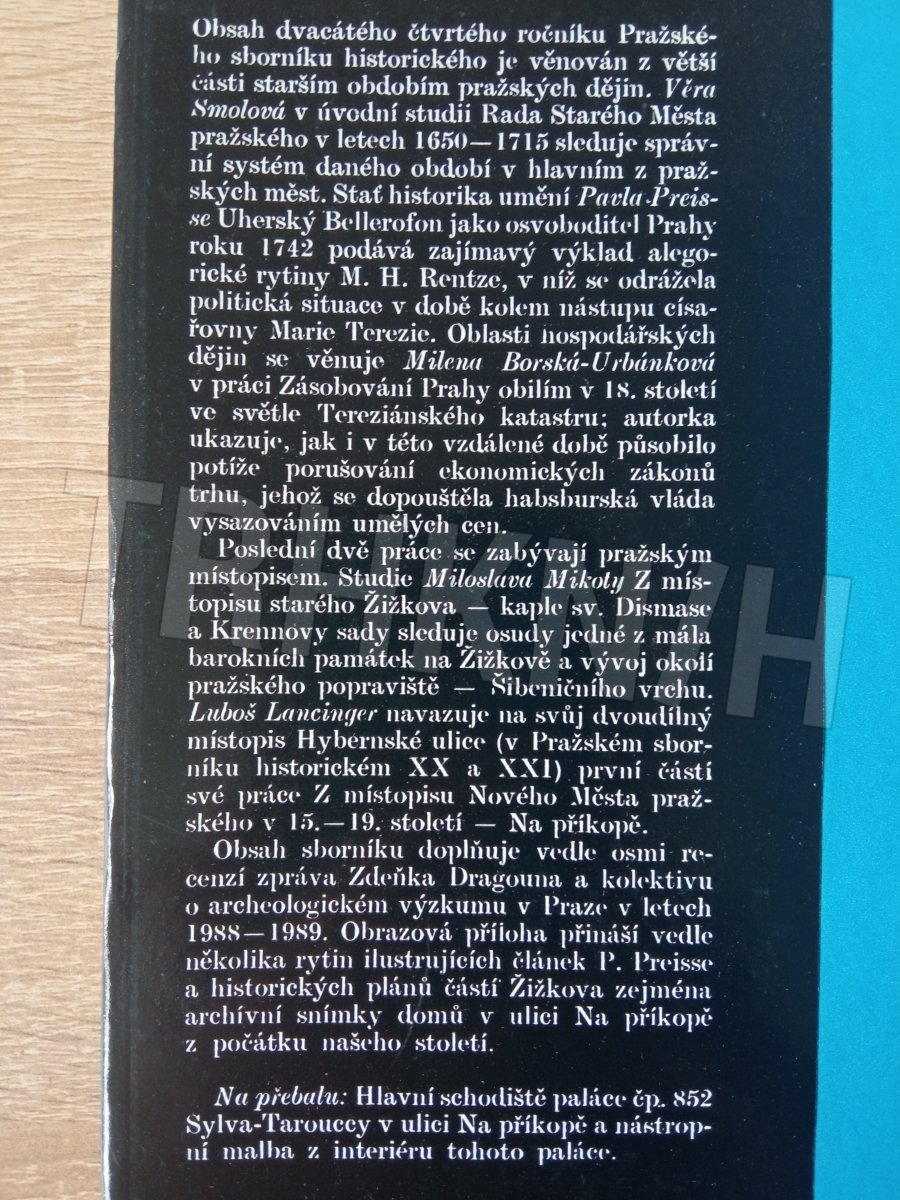 Obsah dvacátého čtvrtého ročníku Pražské-
ho sborníku historického je věnován z větší
části starším obdobím pražských dějin. Věra
Smolová v úvodní studii Rada Starého Města
pražského v letech 1650—1715 sleduje správ-
ní systém daného období v hlavním z praž-
ských měst. Stať historika umění Pavla Preis-
se Uherský Bellerofon jako osvoboditel Prahy
roku 1742 podává zajímavý výklad alego-
rické rytiny M. H. Rentze, v níž se odrážela
politická situace v době kolem nástupu císa-
řovny Marie Terezie. Oblasti hospodářských
dějin se věnuje Milena Borská-Urbánková
v práci Zásobování Prahy obilím v 18. století
ve světle Tereziánského katastru; autorka
ukazuje, jak i v této vzdálené době působilo
potíže porušování ekonomických zákonů
trhu, jehož se dopouštěla habsburská vláda
vysazováním umělých cen.
Poslední dvě práce se zabývají pražským
místopisem. Studie Miloslava Mikoty Z mís-
topisu starého Žižkova — kaple sv. Dismase
a Krennovy sady sleduje osudy jedné z mála
barokních památek na Žižkově a vývoj okolí
pražského popraviště — Šibeničního vrchu.
Luboš Lancinger navazuje na svůj dvoudílný
místopis Hybernské ulice (v Pražském sbor-
níku historickém XX a XXI) první částí
své práce Z místopisu Nového Města praž-
ského v 15.—19. století — Na příkopě.
Obsah sborníku doplňuje vedle osmi re-
cenzí zpráva Zdeňka Dragouna a kolektivu
o archeologickém výzkumu v Praze v letech
1988—1989. Obrazová příloha přináší vedle
několika rytin ilustrujících článek P. Preisse
a historických plánů částí Žižkova zejména
archívní snímky domů v ulici Na příkopě
z počátku našeho století.
Na přebalu: Hlavní schodiště paláce čp. 852
Sylva-Tarouccy v ulici Na příkopě a nástrop-
ní malba z interiéru tohoto paláce.
TRHKNIH